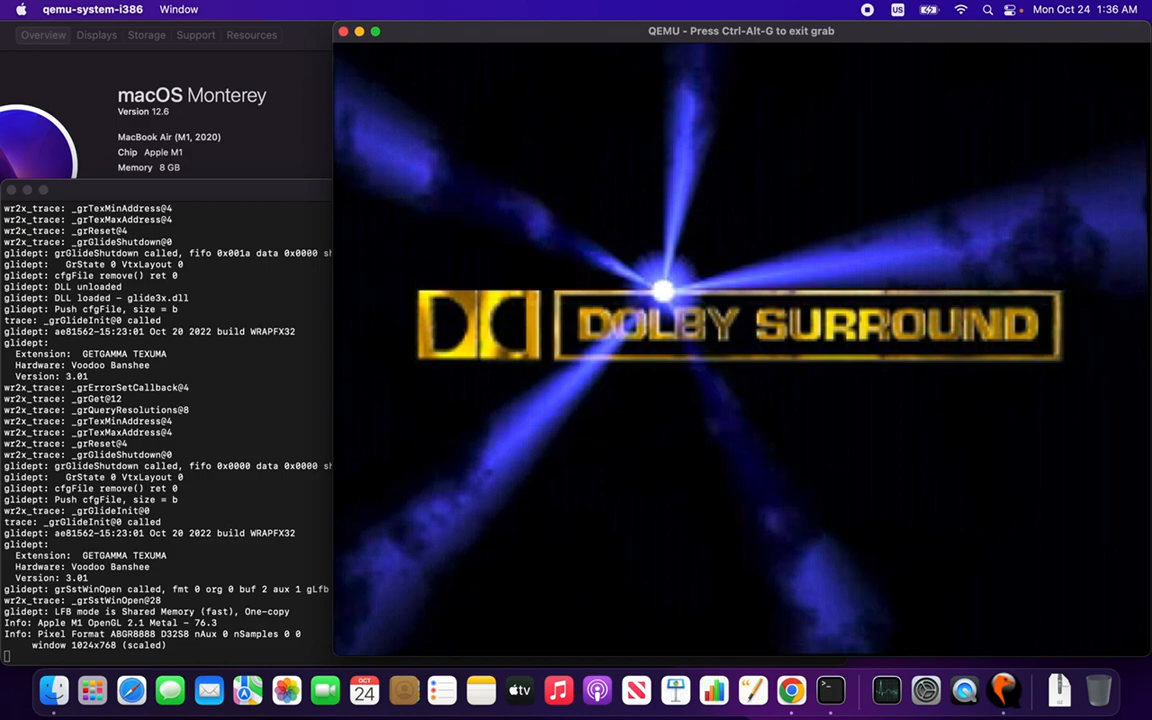 qemu-system-i386 Window
US Mon Oct 24 1:36 AM
Overview Displays Storage Support Resources
QEMU - Press Ctrl-Alt-G to exit grab
macOS Monterey
Version 12.6
MacBook Air (M1, 2020)
Chip Apple M1
Memory 8 GB
wr2x_trace: _grTexMinAddress@4
wr2x_trace: _grTexMaxAddress@4
wr2x_trace: _grReset@4
wr2x_trace: _grGlideShutdown@0
glidept: grGlideShutdown called, fifo 0x001a data 0x0000 sh
glidept:   GrState 0 VtxLayout 0
glidept: cfgFile remove() ret 0
glidept: DLL unloaded
glidept: DLL loaded - glide3x.dll
glidept: Push cfgFile, size = b
trace: _grGlideInit@0 called
glidept: ae81562-15:23:01 Oct 20 2022 build WRAPFX32
glidept:
  Extension:  GETGAMMA TEXUMA
  Hardware: Voodoo Banshee
  Version: 3.01
wr2x_trace: _grErrorSetCallback@4
wr2x_trace: _grGet@12
wr2x_trace: _grQueryResolutions@8
wr2x_trace: _grTexMinAddress@4
wr2x_trace: _grTexMaxAddress@4
wr2x_trace: _grReset@4
wr2x_trace: _grGlideShutdown@0
glidept: grGlideShutdown called, fifo 0x0000 data 0x0000 sh
glidept:   GrState 0 VtxLayout 0
glidept: cfgFile remove() ret 0
glidept: Push cfgFile, size = b
wr2x_trace: _grGlideInit@0
trace: _grGlideInit@0 called
glidept: ae81562-15:23:01 Oct 20 2022 build WRAPFX32
glidept:
  Extension:  GETGAMMA TEXUMA
  Hardware: Voodoo Banshee
  Version: 3.01
glidept: grSstWinOpen called, fmt 0 org 0 buf 2 aux 1 gLfb
wr2x_trace: _grSstWinOpen@28
glidept: LFB mode is Shared Memory (fast), One-copy
Info: Apple M1 OpenGL 2.1 Metal - 76.3
Info: Pixel Format ABGR8888 D32S8 nAux 0 nSamples 0 0
     window 1024x768 (scaled)
DOLBY SURROUND
OCT
24
tv